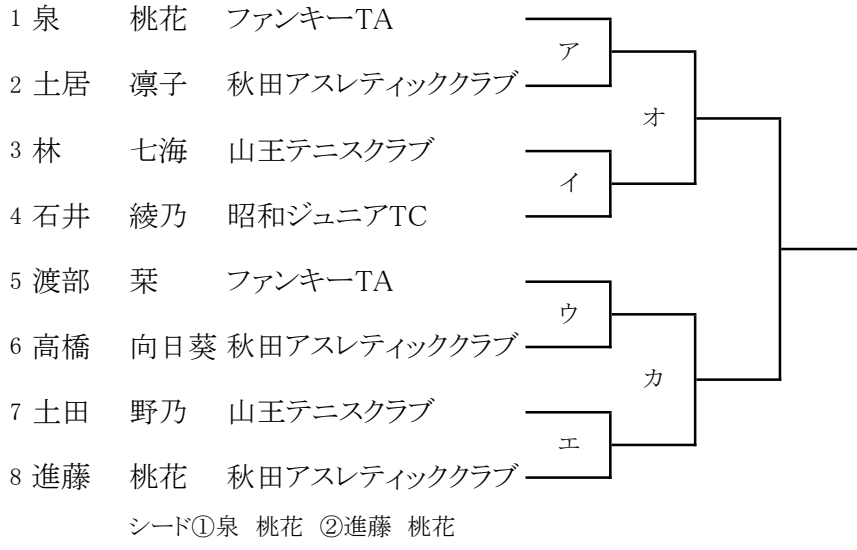 1 泉 桃花 ファンキーTA
ア
2 土居 凛子 秋田アスレティッククラブ
オ
3 林 七海 山王テニスクラブ
イ
4 石井 綾乃 昭和ジュニアTC
5 渡部 栞 ファンキーTA
ウ
6 高橋 向日葵 秋田アスレティッククラブ
カ
7 土田 野乃 山王テニスクラブ
エ
8 進藤 桃花 秋田アスレティッククラブ
シード①泉 桃花 ②進藤 桃花